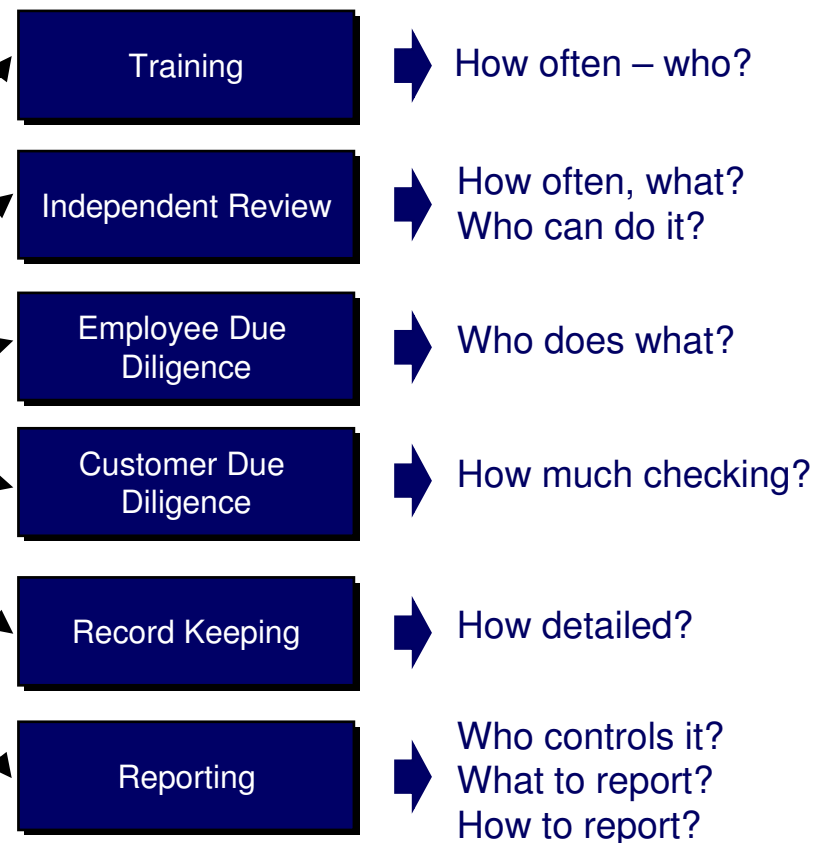 Training
How often – who?
Independent Review
How often, what?
Who can do it?
Employee Due
Diligence
Who does what?
Customer Due
Diligence
How much checking?
Record Keeping
How detailed?
Reporting
Who controls it?
What to report?
How to report?